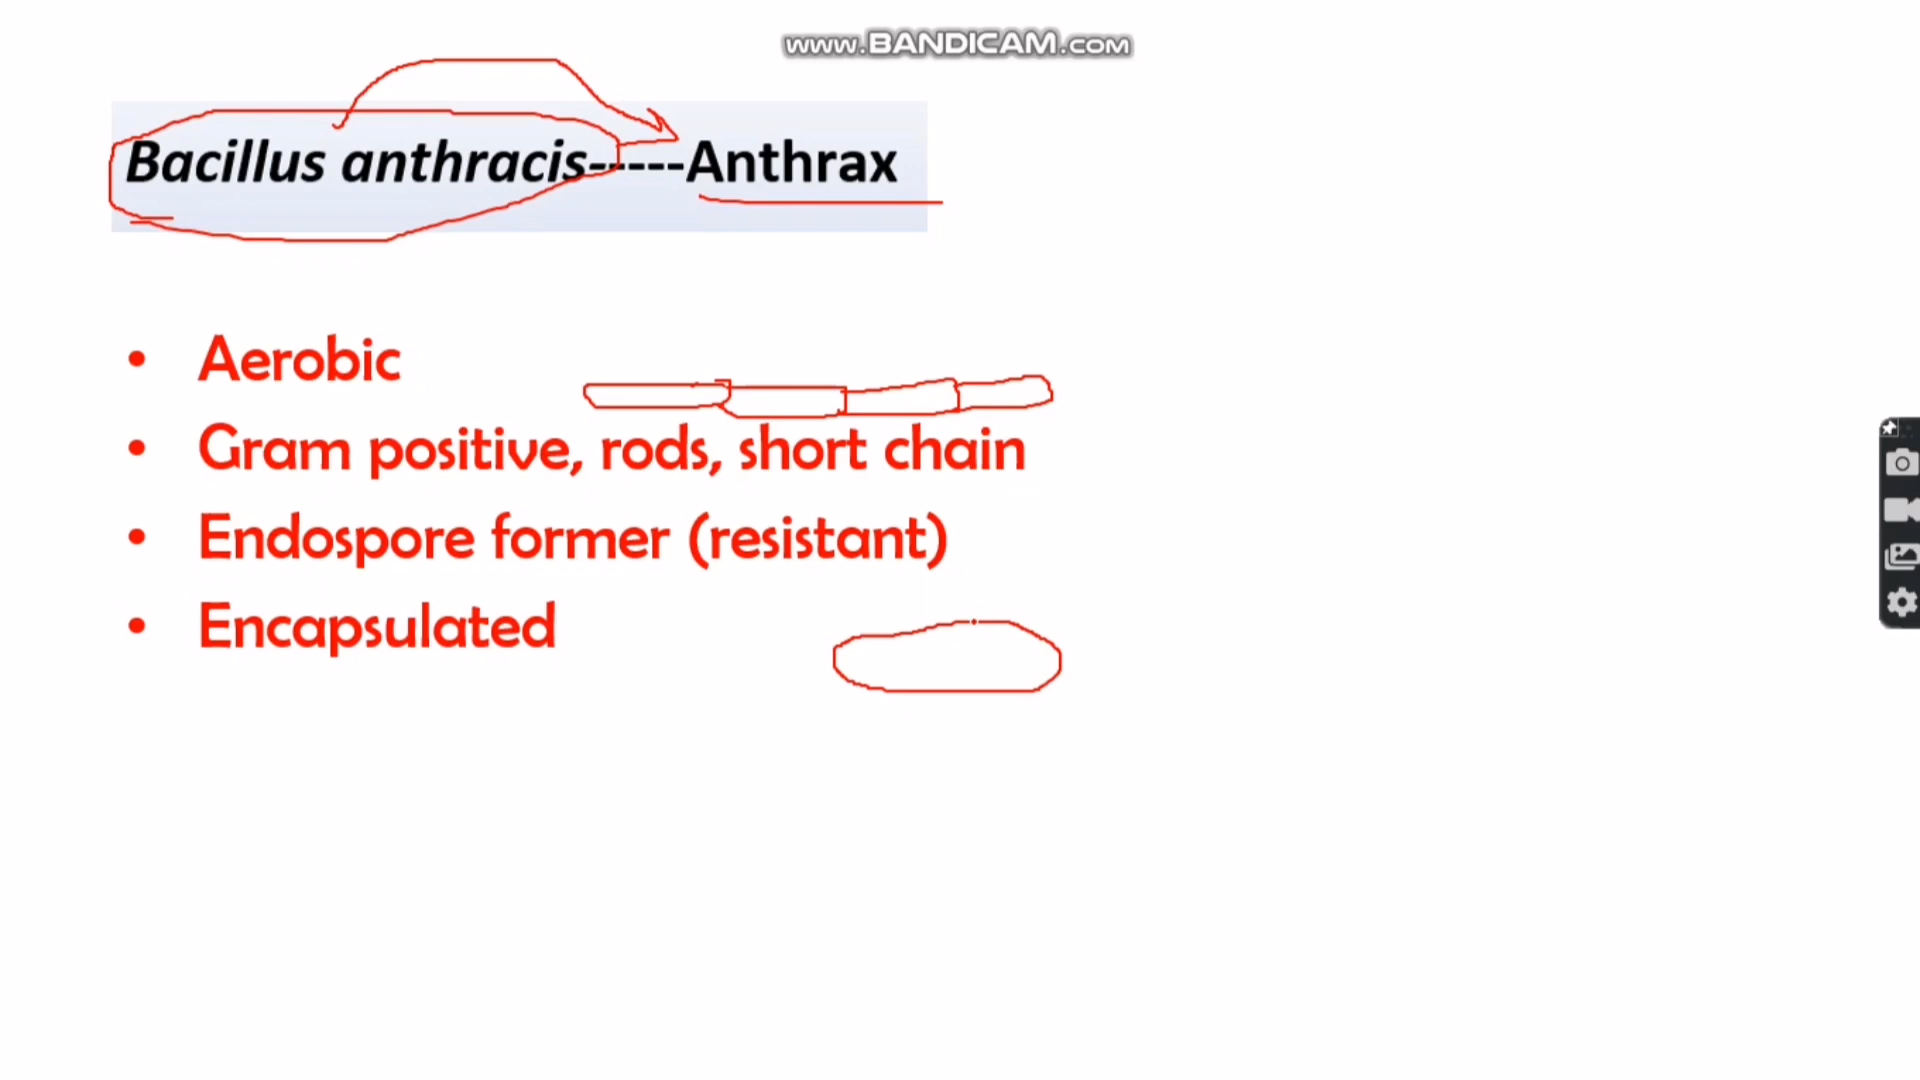 www.BANDICAM.com
Bacillus anthracis-----Anthrax
• Aerobic
• Gram positive, rods, short chain
• Endospore former (resistant)
• Encapsulated